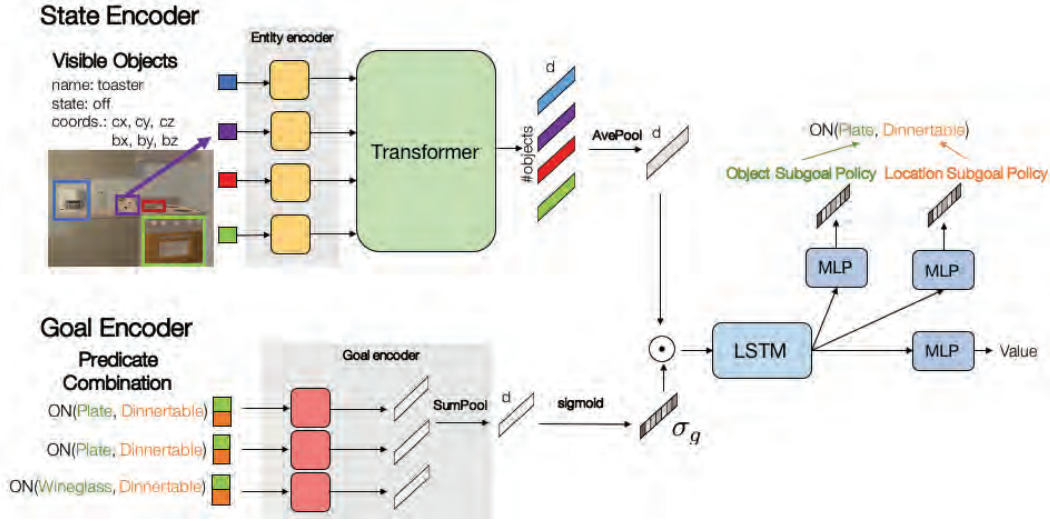 State Encoder
Visible Objects
name: toaster
state: off
coords.: cx, cy, cz
bx, by, bz
Entity encoder
Transformer
#objects
d
AvePool
d
ON(Plate, Dinnertable)
Object Subgoal Policy
Location Subgoal Policy
MLP
MLP
LSTM
MLP
Value
Goal Encoder
Predicate
Combination
Goal encoder
ON(Plate, Dinnertable)
ON(Plate, Dinnertable)
ON(Wineglass, Dinnertable)
SumPool
d
sigmoid
σg